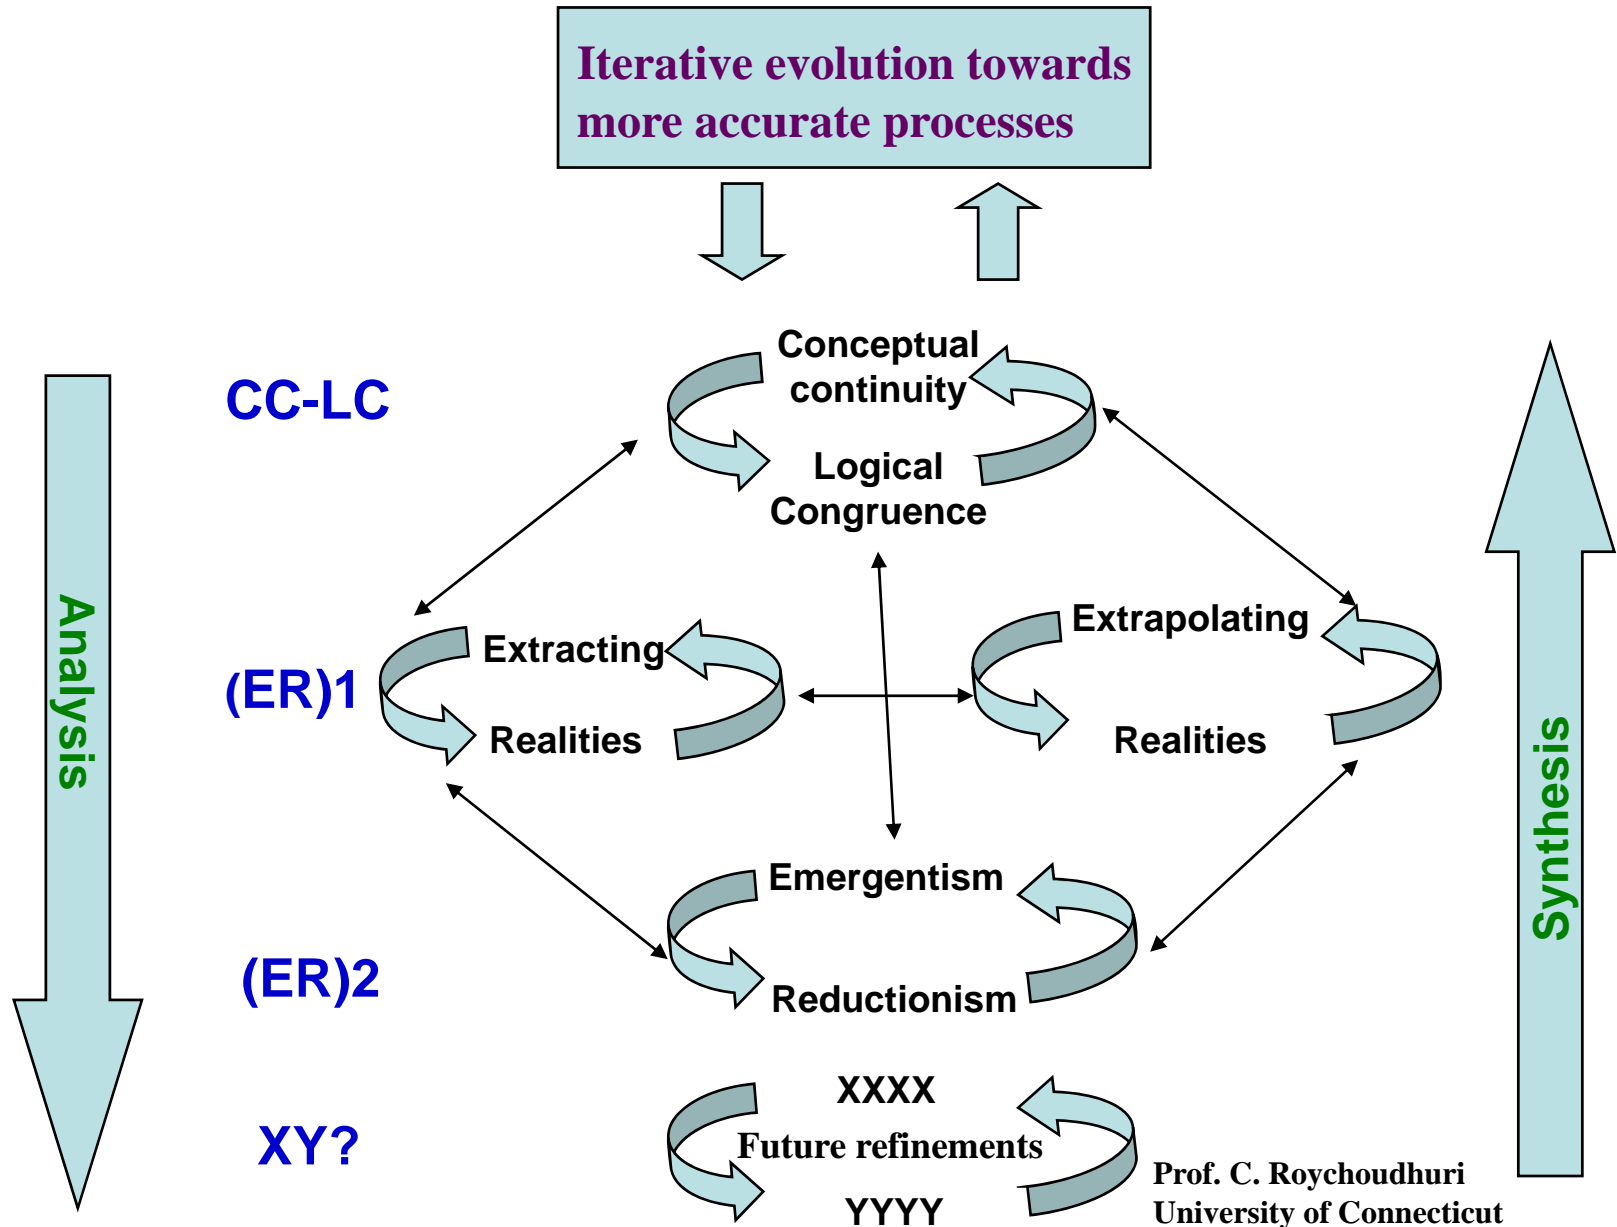 Iterative evolution towards
more accurate processes
CC-LC
Conceptual
continuity
Logical
Congruence
Analysis
(ER)1
Extracting
Realities
Extrapolating
Realities
Synthesis
(ER)2
Emergentism
Reductionism
XY?
XXXX
Future refinements
YYYY
Prof. C. Roychoudhuri
University of Connecticut